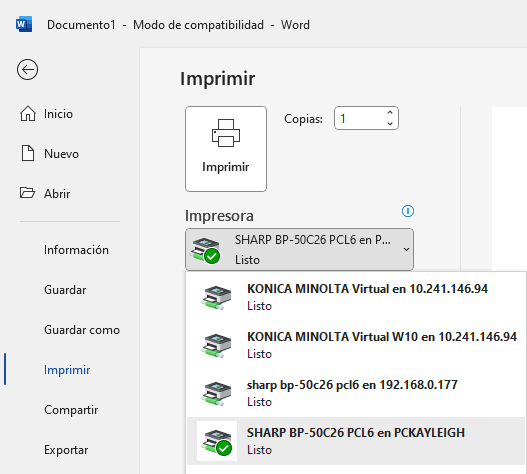 Documento1 - Modo de compatibilidad - Word
Imprimir
Inicio
Nuevo
Abrir
Información
Guardar
Guardar como
Imprimir
Compartir
Exportar
Imprimir
Copias: 1
Impresora
SHARP BP-50C26 PCL6 en P...
Listo
KONICA MINOLTA Virtual en 10.241.146.94
Listo
KONICA MINOLTA Virtual W10 en 10.241.146.94
Listo
sharp bp-50c26 pcl6 en 192.168.0.177
Listo
SHARP BP-50C26 PCL6 en PCKAYLEIGH
Listo